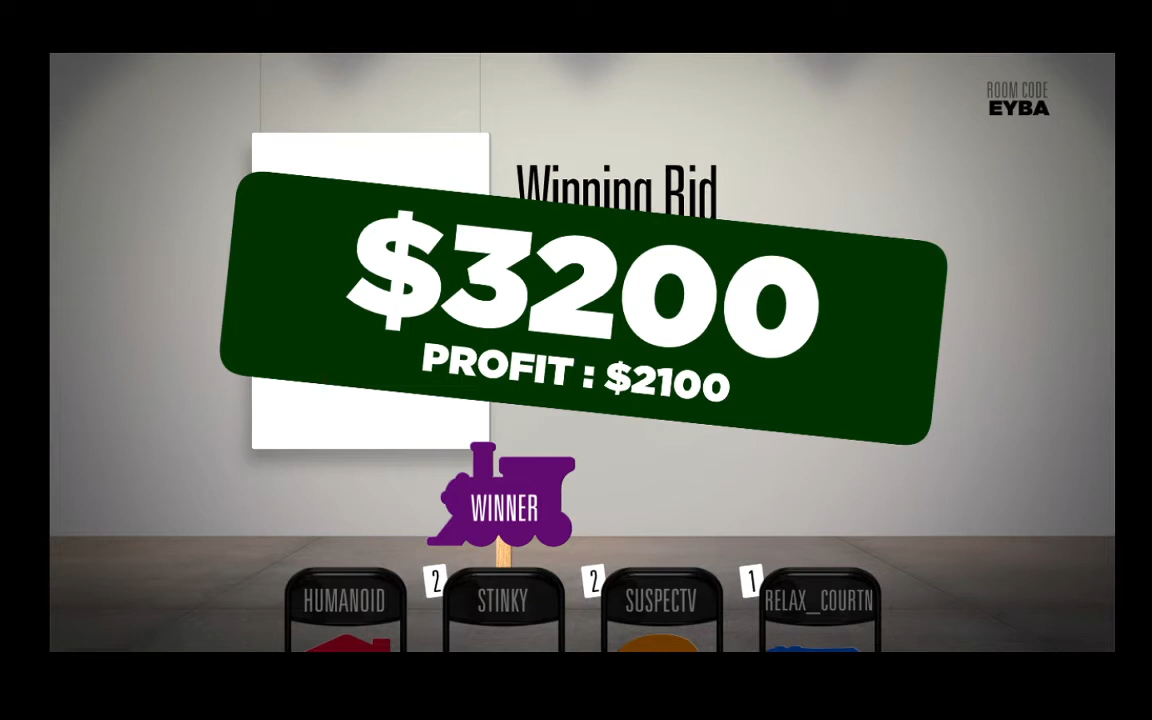 ROOM CODE
EYBA
Winning Bid
$3200
PROFIT : $2100
WINNER
HUMANOID
2
STINKY
2
SUSPECTV
1
RELAX_COURTN